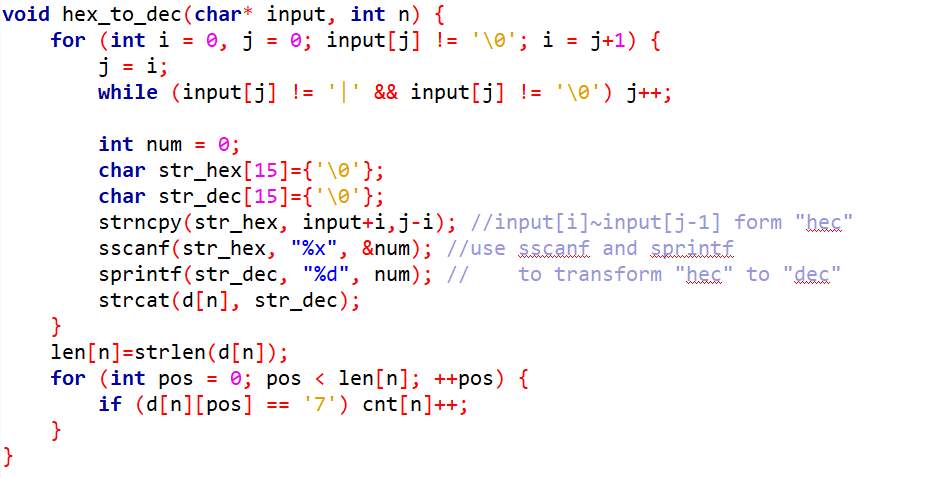 void hex_to_dec(char* input, int n) {
    for (int i = 0, j = 0; input[j] != '\0'; i = j+1) {
        j = i;
        while (input[j] != '|' && input[j] != '\0') j++;

        int num = 0;
        char str_hex[15]={'\0'};
        char str_dec[15]={'\0'};
        strncpy(str_hex, input+i,j-i); //input[i]~input[j-1] form "hec"
        sscanf(str_hex, "%x", &num); //use sscanf and sprintf
        sprintf(str_dec, "%d", num); //    to transform "hec" to "dec"
        strcat(d[n], str_dec);
    }
    len[n]=strlen(d[n]);
    for (int pos = 0; pos < len[n]; ++pos) {
        if (d[n][pos] == '7') cnt[n]++;
    }
}